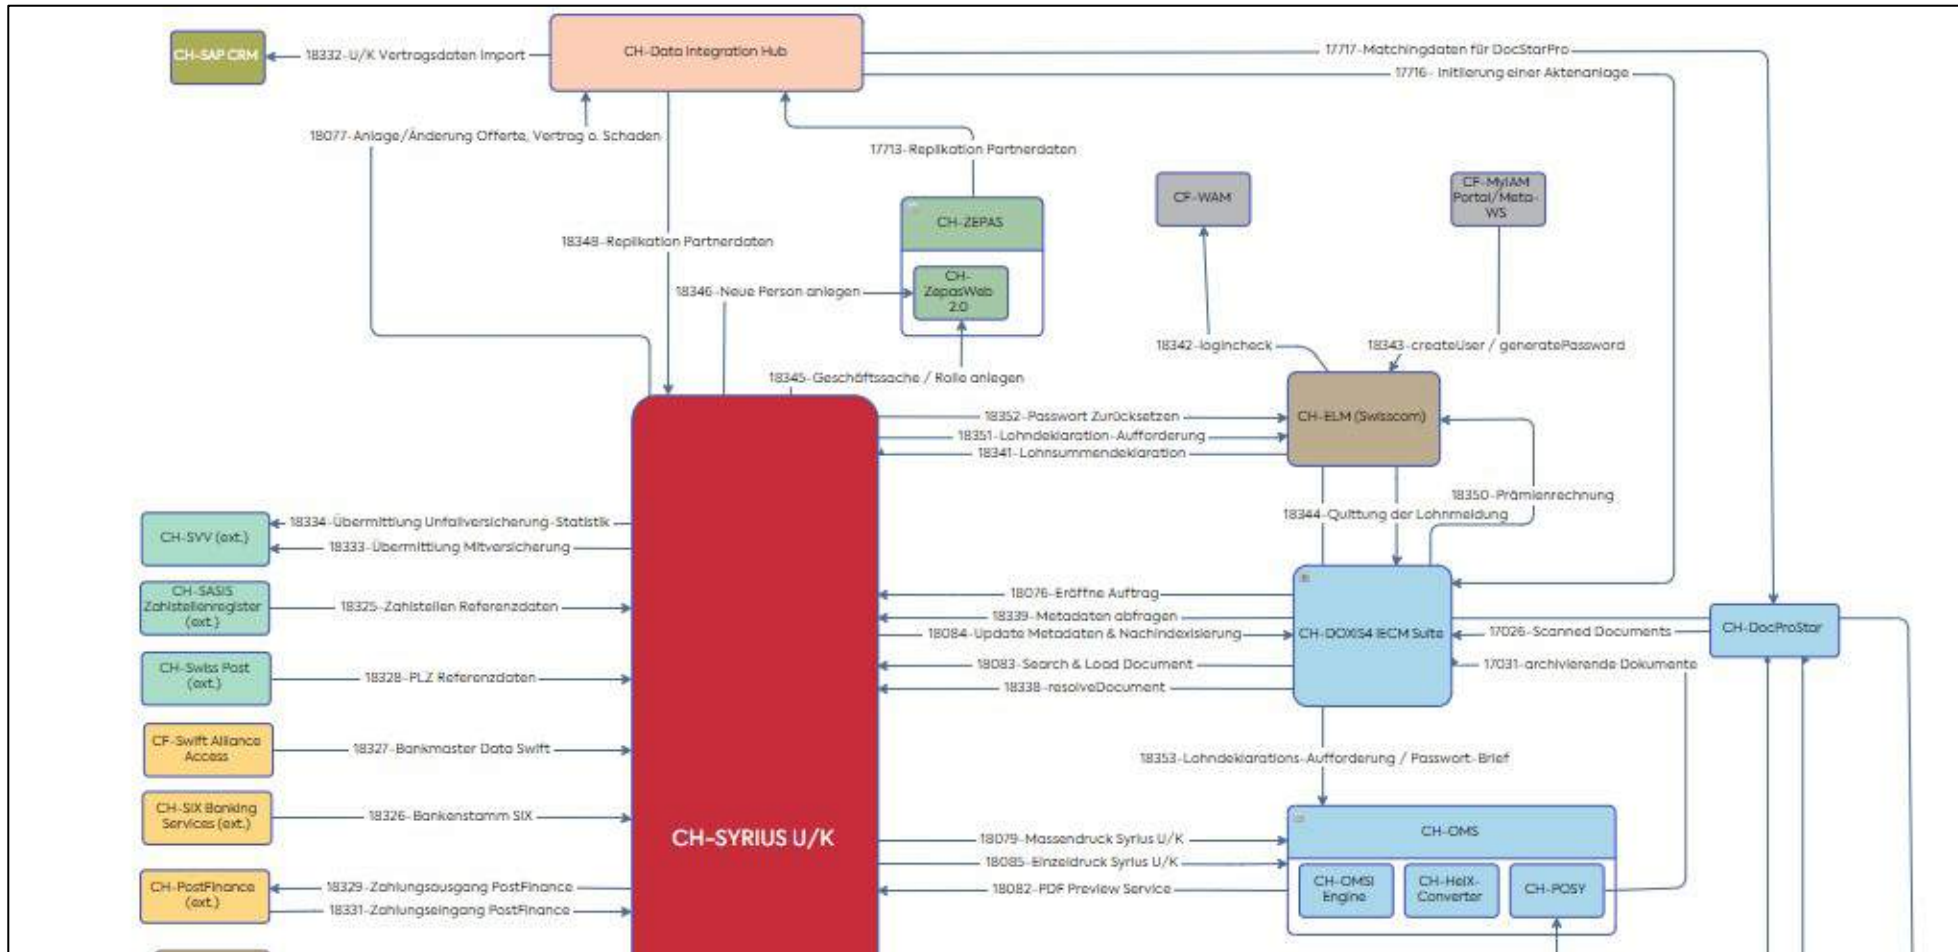 CH-Data Integration Hub
CH-SAP CRM
18332-U/K Vertragsdaten Import
17717-Matchingdaten für DocStarPro
17716- Initiierung einer Aktenanlage
18077-Anlage/Änderung Offerte, Vertrag o. Schaden
17713-Replikation Partnerdaten
CF-WAM
CF-MyIAM
Portal/Meta-
WS
CH-ZEPAS
18348-Replikation Partnerdaten
CH-
ZepasWeb
2.0
18346-Neue Person anlegen
18342-logincheck
18343-createUser / generatePassword
18345-Geschäftssache / Rolle anlegen
18352-Passwort Zurücksetzen
CH-ELM (Swisscom)
18351-Lohndeklaration-Aufforderung
18341-Lohnsummendeklaration
18350-Prämienrechnung
18344-Quittung der Lohnmeldung
CH-SVV (ext.)
18334-Übermittlung Unfallversicherung-Statistik
18333-Übermittlung Mitversicherung
CH-SASIS
Zahlstellenregister
(ext.)
18325-Zahlstellen Referenzdaten
18076-Eröffne Auftrag
18339-Metadaten abfragen
18084-Update Metadaten & Nachindexisierung
CH-DOXiS4 iECM Suite
17026-Scanned Documents
CH-DocProStar
CH-Swiss Post
(ext.)
18328-PLZ Referenzdaten
18083-Search & Load Document
17031-archivierende Dokumente
18338-resolveDocument
CF-Swift Alliance
Access
18327-Bankmaster Data Swift
18353-Lohndeklarations-Aufforderung / Passwort-Brief
CH-SIX Banking
Services (ext.)
18326-Bankenstamm SIX
CH-SYRIUS U/K
18079-Massendruck Syrius U/K
18085-Einzeldruck Syrius U/K
18082-PDF Preview Service
CH-OMS
CH-OMSI
Engine
CH-HelX-
Converter
CH-POSY
CH-PostFinance
(ext.)
18329-Zahlungsausgang PostFinance
18331-Zahlungseingang PostFinance